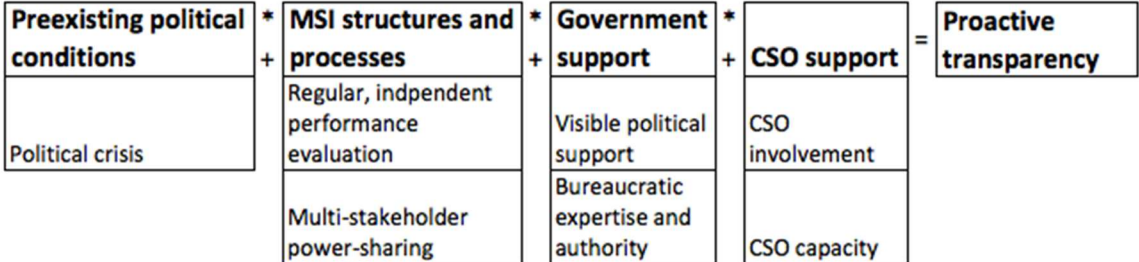 Preexisting political conditions
* +
MSI structures and processes
* +
Government support
* +
CSO support
=
Proactive transparency
Political crisis
Regular, indpendent performance evaluation
Visible political support
CSO involvement
Multi-stakeholder power-sharing
Bureaucratic expertise and authority
CSO capacity